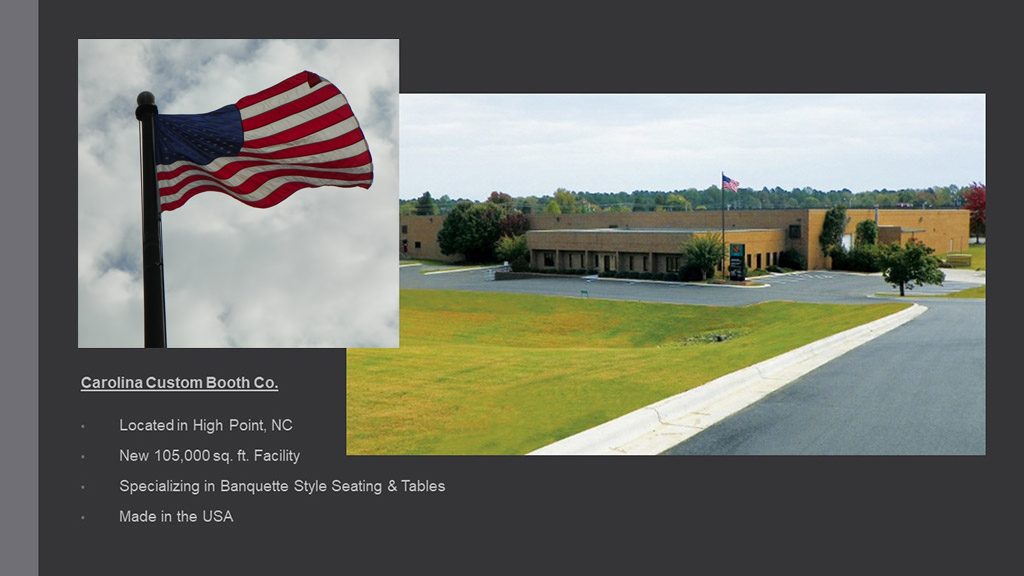 Carolina Custom Booth Co.
Located in High Point, NC
New 105,000 sq. ft. Facility
Specializing in Banquette Style Seating & Tables
Made in the USA